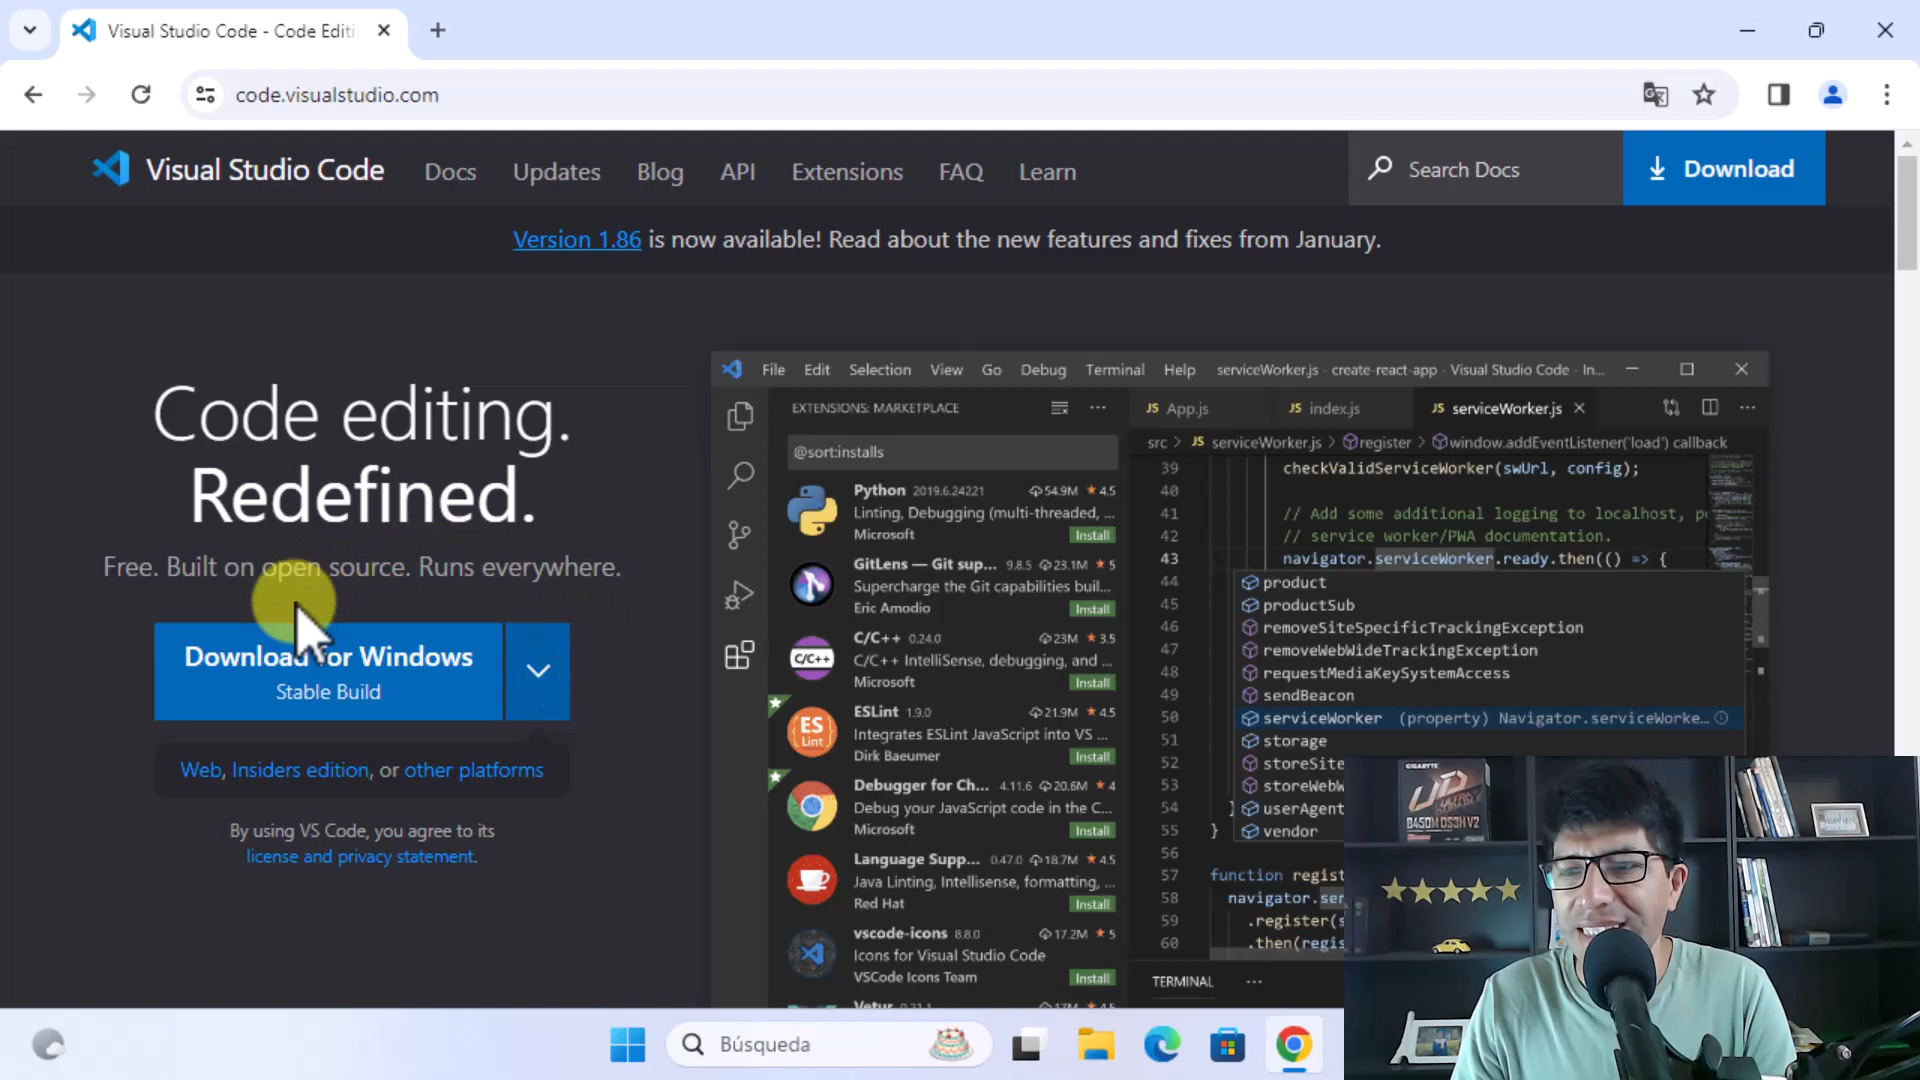 Visual Studio Code - Code Editi
code.visualstudio.com
Visual Studio Code Docs Updates Blog API Extensions FAQ Learn Search Docs Download
Version 1.86 is now available! Read about the new features and fixes from January.
Code editing.
Redefined.
Free. Built on open source. Runs everywhere.
Download for Windows
Stable Build
Web, Insiders edition, or other platforms
By using VS Code, you agree to its
license and privacy statement.
File Edit Selection View Go Debug Terminal Help serviceWorker.js - create-react-app - Visual Studio Code - In...
EXTENSIONS: MARKETPLACE
@sort:installs
Python 2019.6.24221 54.9M ★ 4.5
Linting, Debugging (multi-threaded, ...
Microsoft Install
GitLens — Git sup... 9.8.5 23.1M ★ 5
Supercharge the Git capabilities buil...
Eric Amodio Install
C/C++ 0.24.0 23M ★ 3.5
C/C++ IntelliSense, debugging, and ...
Microsoft Install
ESLint 1.9.0 21.9M ★ 4.5
Integrates ESLint JavaScript into VS ...
Dirk Baeumer Install
Debugger for Ch... 4.11.6 20.6M ★ 4
Debug your JavaScript code in the C...
Microsoft Install
Language Supp... 0.47.0 18.7M ★ 4.5
Java Linting, Intellisense, formatting, ...
Red Hat Install
vscode-icons 8.8.0 17.2M ★ 5
Icons for Visual Studio Code
VSCode Icons Team Install
C/C++
ES
Lint
JS App.js JS index.js JS serviceWorker.js
src > JS serviceWorker.js > register > window.addEventListener('load') callback
39 checkValidServiceWorker(swUrl, config);
40
41 // Add some additional logging to localhost, p
42 // service worker/PWA documentation.
43 navigator.serviceWorker.ready.then(() => {
44 product
45 productSub
46 removeSiteSpecificTrackingException
47 removeWebWideTrackingException
48 requestMediaKeySystemAccess
49 sendBeacon
50 serviceWorker (property) Navigator.serviceWorke...
51 storage
52 storeSite
53 storeWebW
54 } userAgent
55 } vendor
56
57 function regist
58 navigator.ser
59 .register(s
60 .then(regis
TERMINAL ...
GIGABYTE
UD
B450M DS3H V2
Búsqueda